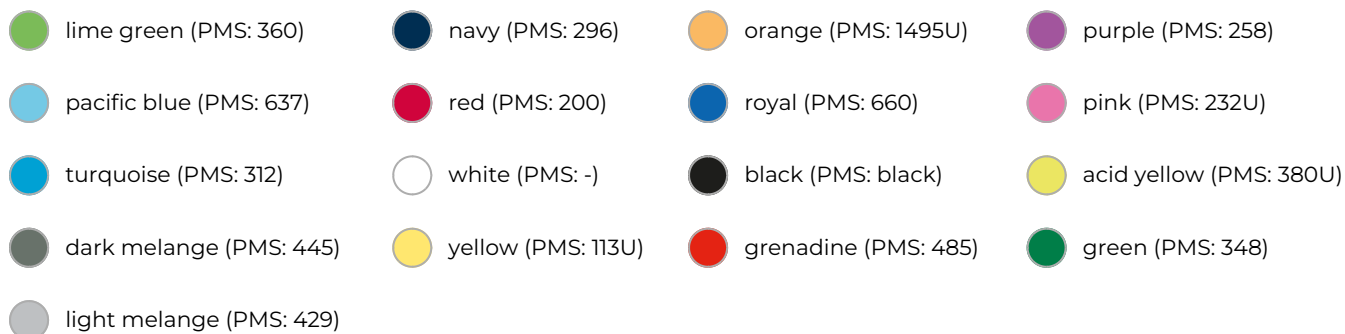 lime green (PMS: 360)
navy (PMS: 296)
orange (PMS: 1495U)
purple (PMS: 258)
pacific blue (PMS: 637)
red (PMS: 200)
royal (PMS: 660)
pink (PMS: 232U)
turquoise (PMS: 312)
white (PMS: -)
black (PMS: black)
acid yellow (PMS: 380U)
dark melange (PMS: 445)
yellow (PMS: 113U)
grenadine (PMS: 485)
green (PMS: 348)
light melange (PMS: 429)